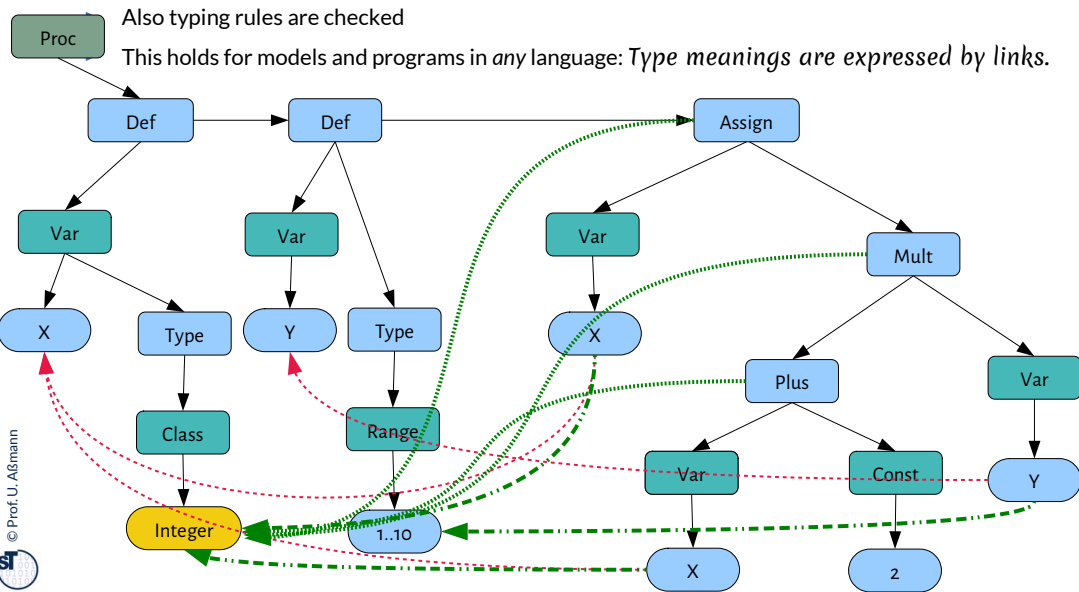 Also typing rules are checked
This holds for models and programs in any language: Type meanings are expressed by links.
Proc
Def
Def
Assign
Var
Var
Var
Mult
X
Type
Y
Type
X
Plus
Var
Class
Range
Var
Const
Y
Integer
1..10
X
2
© Prof. U. Aßmann
ST